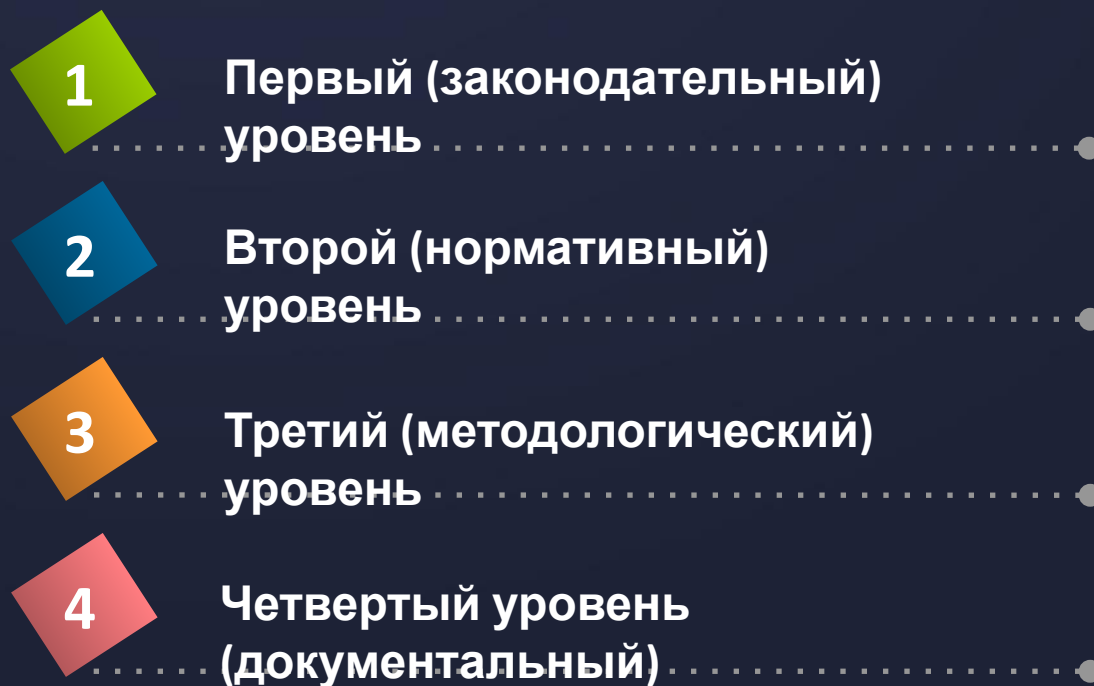 1
Первый (законодательный)
уровень
2
Второй (нормативный)
уровень
3
Третий (методологический)
уровень
4
Четвертый уровень
(документальный)